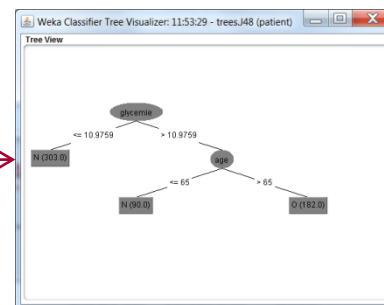 Weka Classifier Tree Visualizer: 11:53:29 - trees.J48 (patient)
Tree View
glycemie
<= 10.9759 > 10.9759
N (303.0) age
<= 65 > 65
N (90.0) O (182.0)